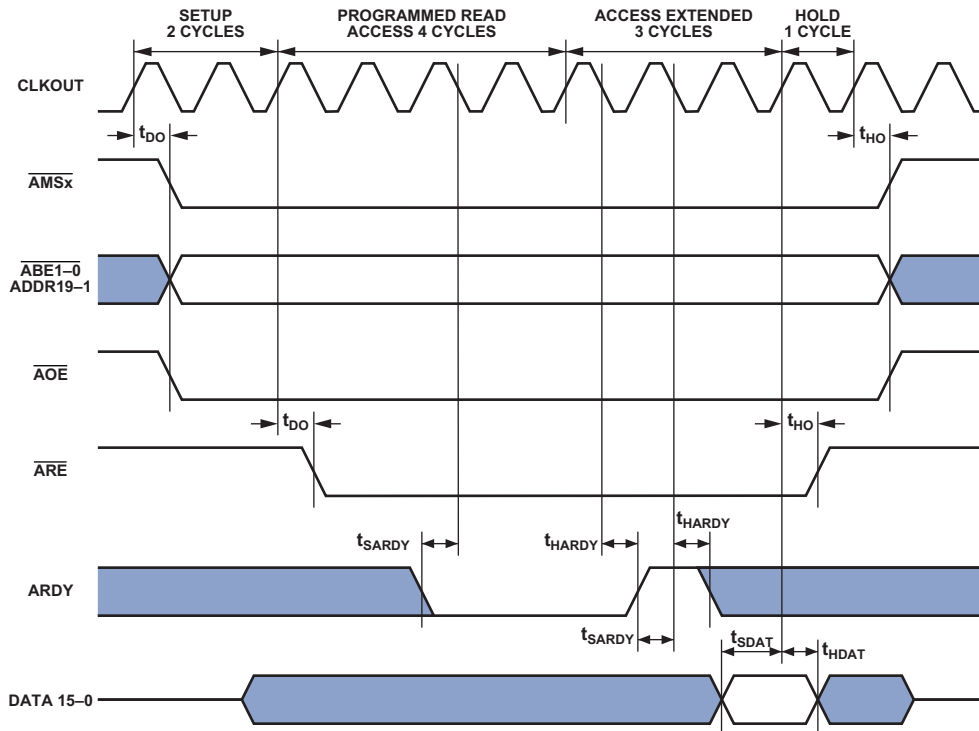 SETUP
2 CYCLES
PROGRAMMED READ
ACCESS 4 CYCLES
ACCESS EXTENDED
3 CYCLES
HOLD
1 CYCLE
CLKOUT
tDO
tHO
AMSx
ABE1–0
ADDR19–1
AOE
tDO
tHO
ARE
tSARDY
tHARDY
tHARDY
ARDY
tSARDY
tSDAT
tHDAT
DATA 15–0